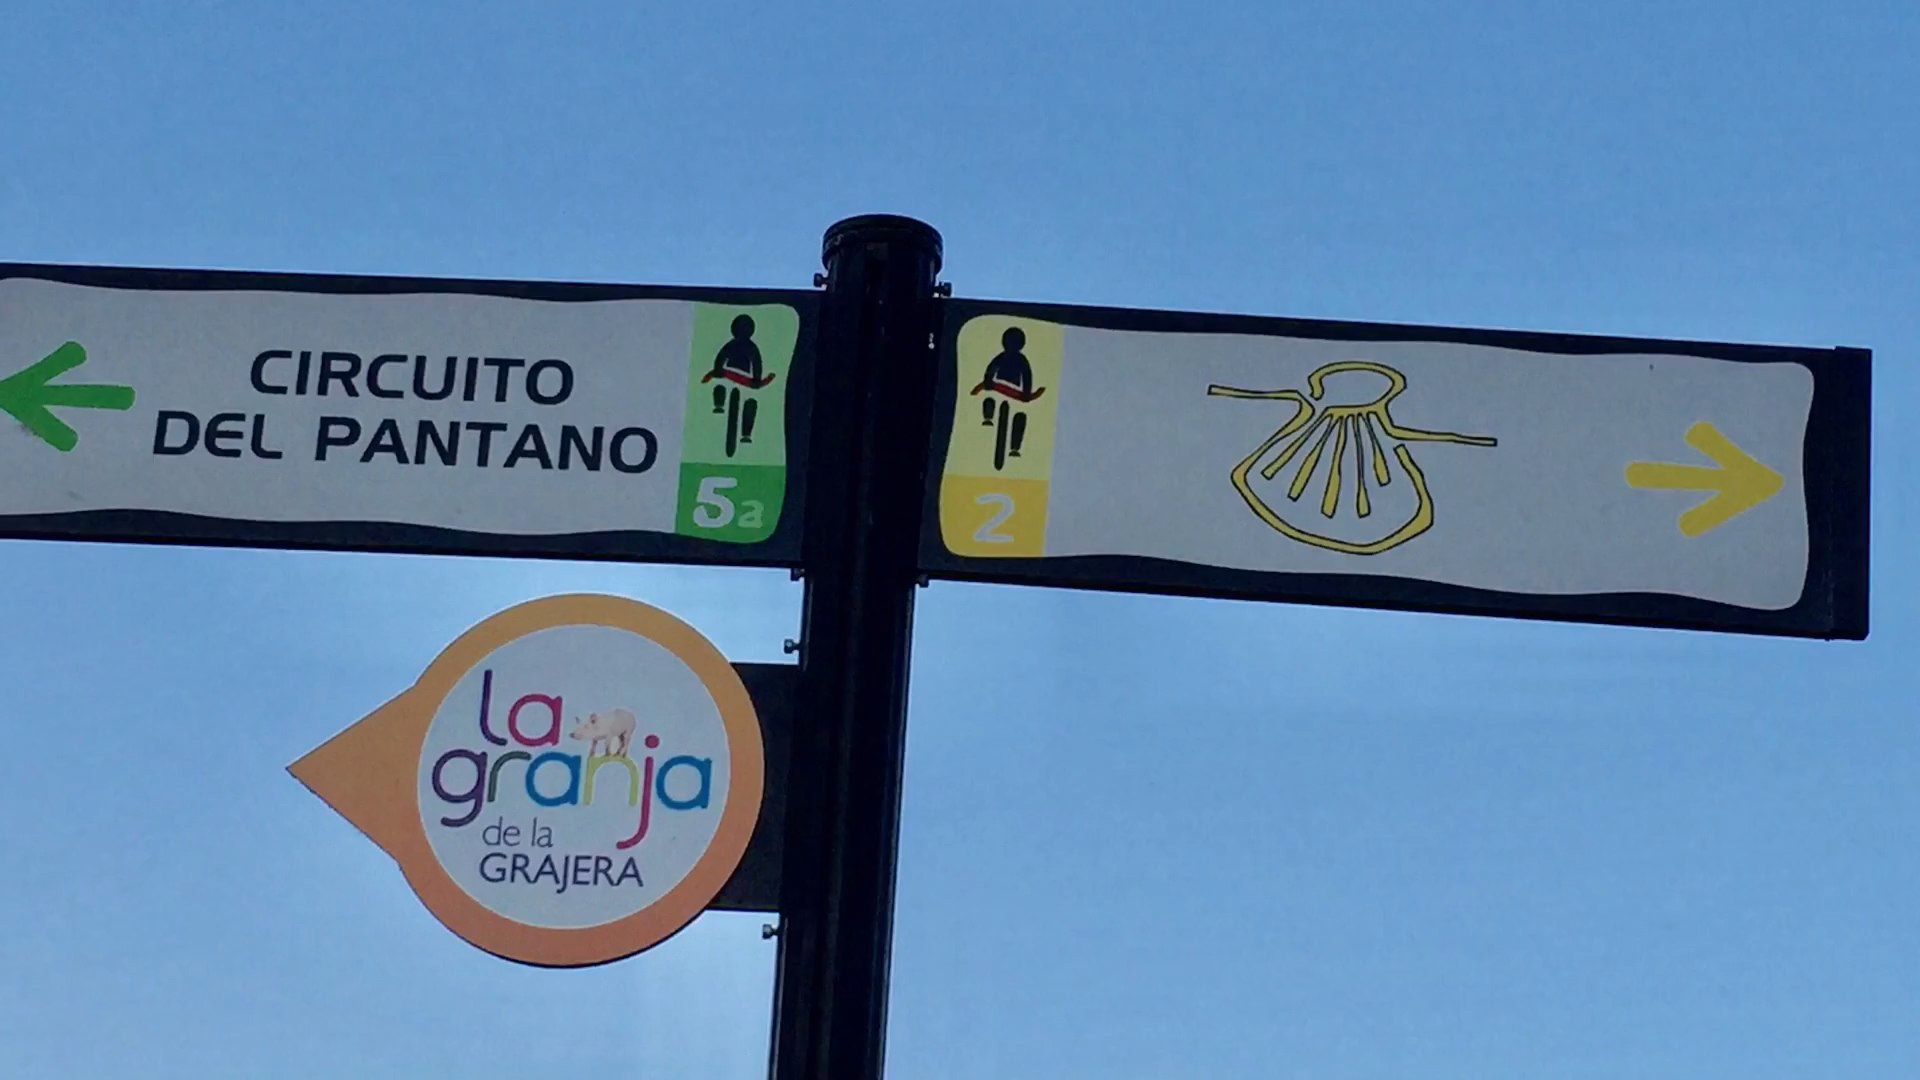 CIRCUITO
DEL PANTANO
5a
2
la
granja
de la
GRAJERA